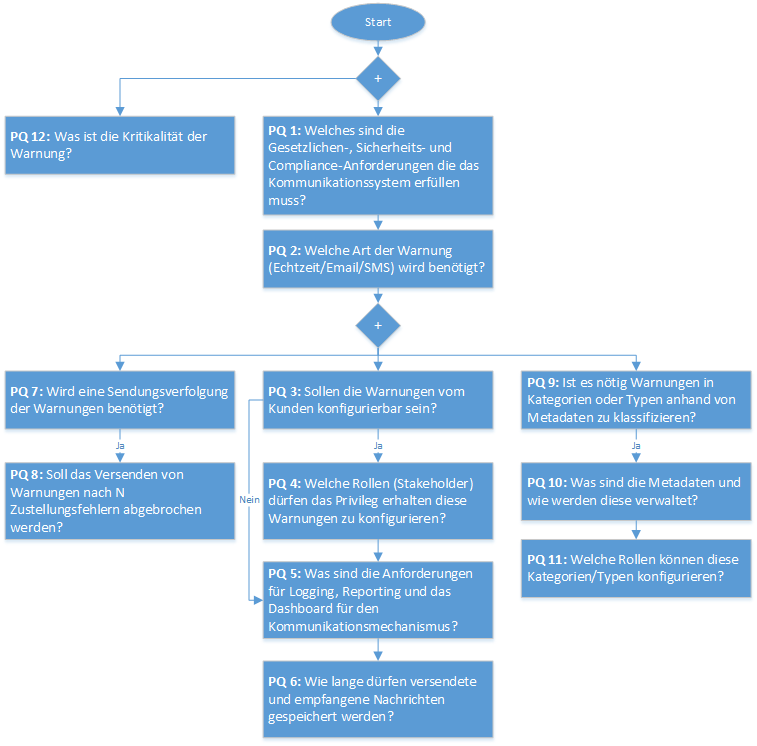 Start
+
PQ 12: Was ist die Kritikalität der
Warnung?
PQ 1: Welches sind die
Gesetzlichen-, Sicherheits- und
Compliance-Anforderungen die das
Kommunikationssystem erfüllen
muss?
PQ 2: Welche Art der Warnung
(Echtzeit/Email/SMS) wird benötigt?
+
PQ 7: Wird eine Sendungsverfolgung
der Warnungen benötigt?
Ja
PQ 8: Soll das Versenden von
Warnungen nach N
Zustellungsfehlern abgebrochen
werden?
PQ 3: Sollen die Warnungen vom
Kunden konfigurierbar sein?
Ja
Nein
PQ 4: Welche Rollen (Stakeholder)
dürfen das Privileg erhalten diese
Warnungen zu konfigurieren?
PQ 5: Was sind die Anforderungen
für Logging, Reporting und das
Dashboard für den
Kommunikationsmechanismus?
PQ 6: Wie lange dürfen versendete
und empfangene Nachrichten
gespeichert werden?
PQ 9: Ist es nötig Warnungen in
Kategorien oder Typen anhand von
Metadaten zu klassifizieren?
Ja
PQ 10: Was sind die Metadaten und
wie werden diese verwaltet?
PQ 11: Welche Rollen können diese
Kategorien/Typen konfigurieren?